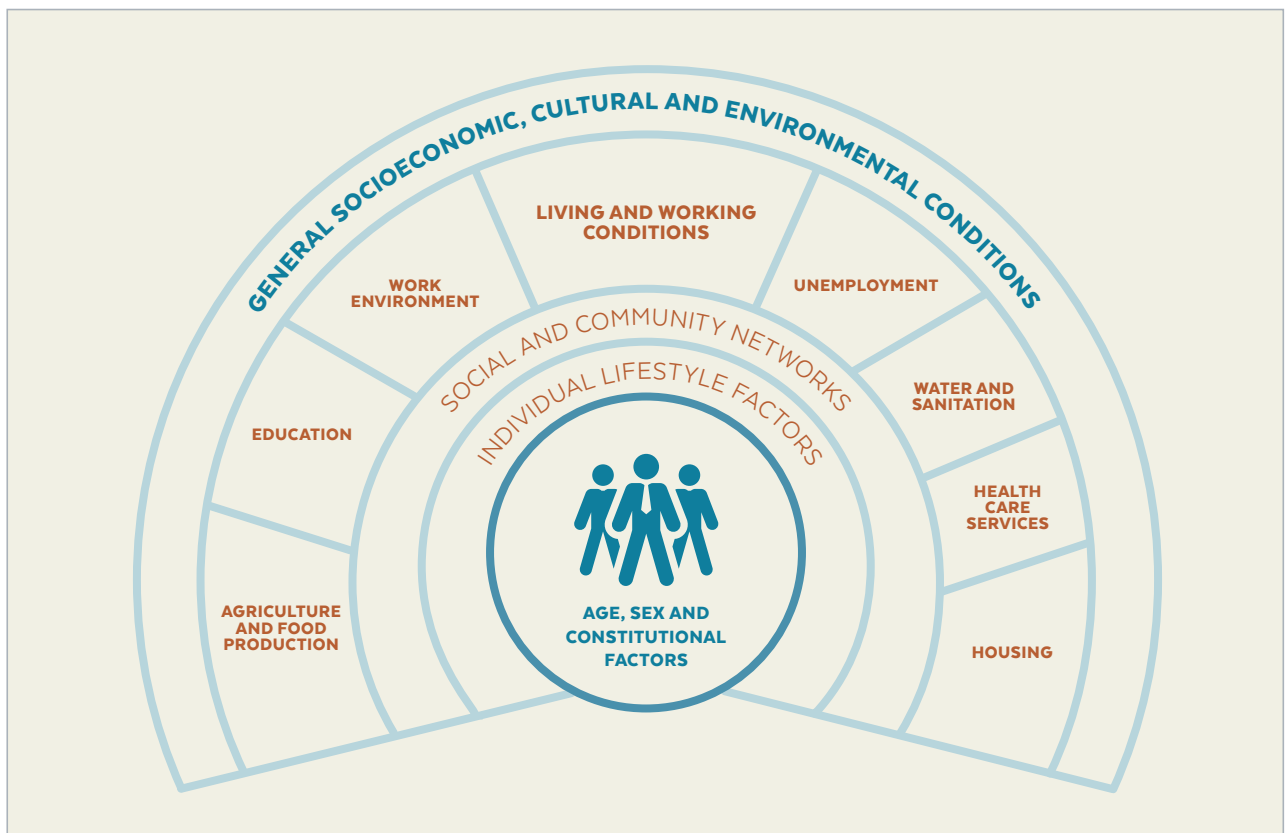 GENERAL SOCIOECONOMIC, CULTURAL AND ENVIRONMENTAL CONDITIONS
LIVING AND WORKING
CONDITIONS
WORK
ENVIRONMENT
UNEMPLOYMENT
SOCIAL AND COMMUNITY NETWORKS
INDIVIDUAL LIFESTYLE FACTORS
WATER AND
SANITATION
EDUCATION
HEALTH
CARE
SERVICES
AGRICULTURE
AND FOOD
PRODUCTION
AGE, SEX AND
CONSTITUTIONAL
FACTORS
HOUSING